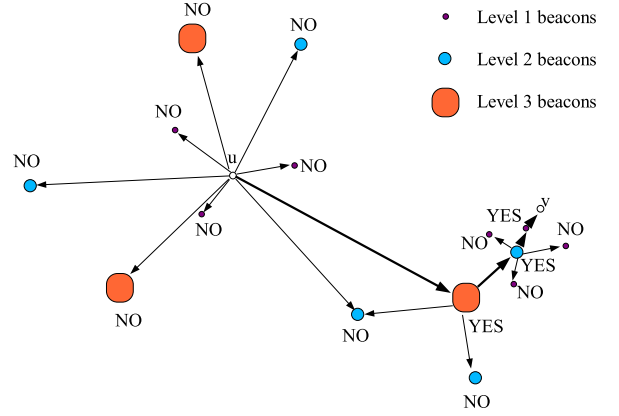 NO
NO
Level 1 beacons
Level 2 beacons
Level 3 beacons
NO
u
NO
NO
NO
NO
v
YES
NO
NO
YES
NO
NO
YES
NO
NO